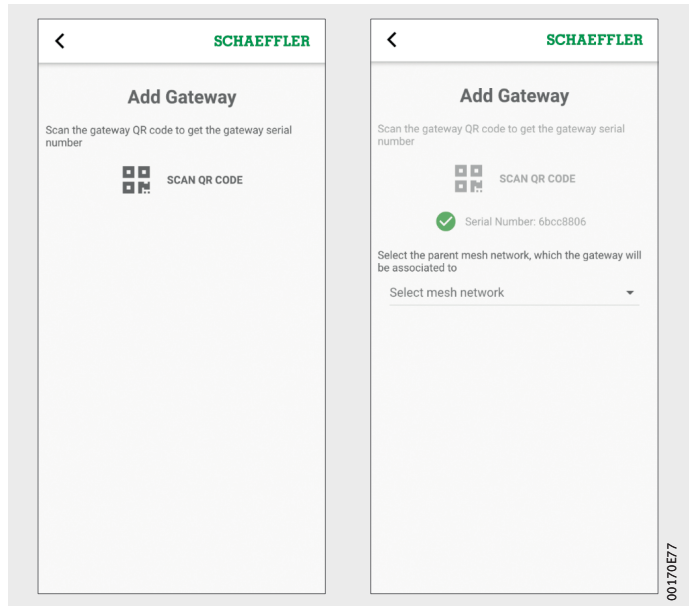 SCHAEFFLER
Add Gateway
Scan the gateway QR code to get the gateway serial
number
SCAN QR CODE
SCHAEFFLER
Add Gateway
Scan the gateway QR code to get the gateway serial
number
SCAN QR CODE
Serial Number: 6bcc8806
Select the parent mesh network, which the gateway will
be associated to
Select mesh network
00170E77